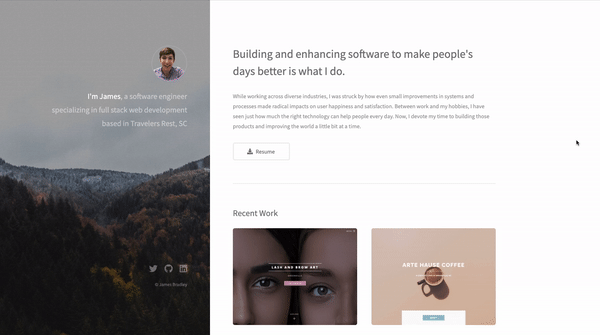 I'm James, a software engineer
specializing in full stack web development
based in Travelers Rest, SC
© James Bradley
Building and enhancing software to make people's
days better is what I do.
While working across diverse industries, I was struck by how even small improvements in systems and
processes made radical impacts on user happiness and satisfaction. Between work and my hobbies, I have
seen just how much the right technology can help people every day. Now, I devote my time to building those
products and improving the world a little bit at a time.
Resume
Recent Work
LASH AND BROW ART
ARTE HAUSE COFFEE